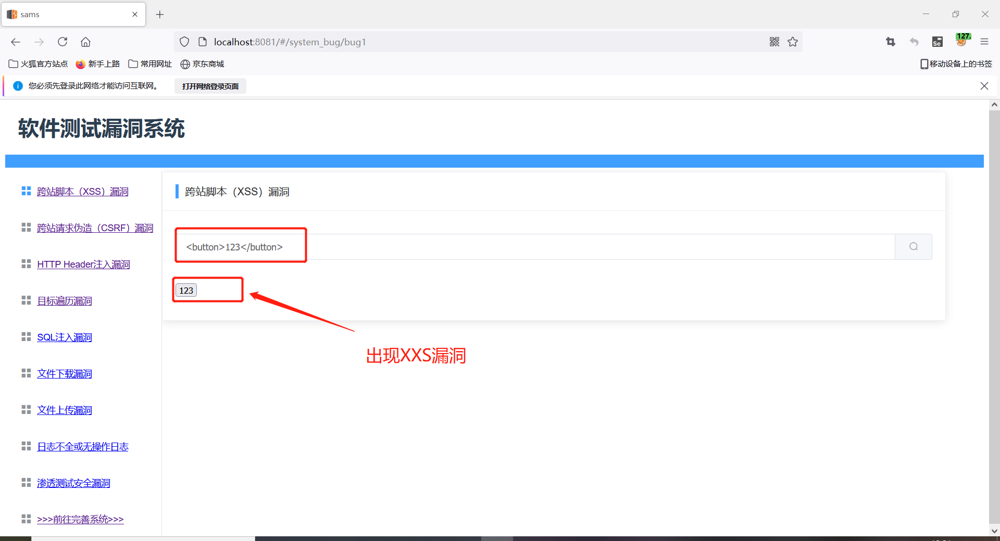 sams
localhost:8081/#/system_bug/bug1
127.
Se
火狐官方站点 新手上路 常用网址 京东商城 移动设备上的书签
您必须先登录此网络才能访问互联网。 打开网络登录页面
软件测试漏洞系统
跨站脚本（XSS）漏洞
跨站请求伪造（CSRF）漏洞
HTTP Header注入漏洞
目标遍历漏洞
SQL注入漏洞
文件下载漏洞
文件上传漏洞
日志不全或无操作日志
渗透测试安全漏洞
>>>前往完善系统>>>
跨站脚本（XSS）漏洞
<button>123</button>
123
出现XXS漏洞